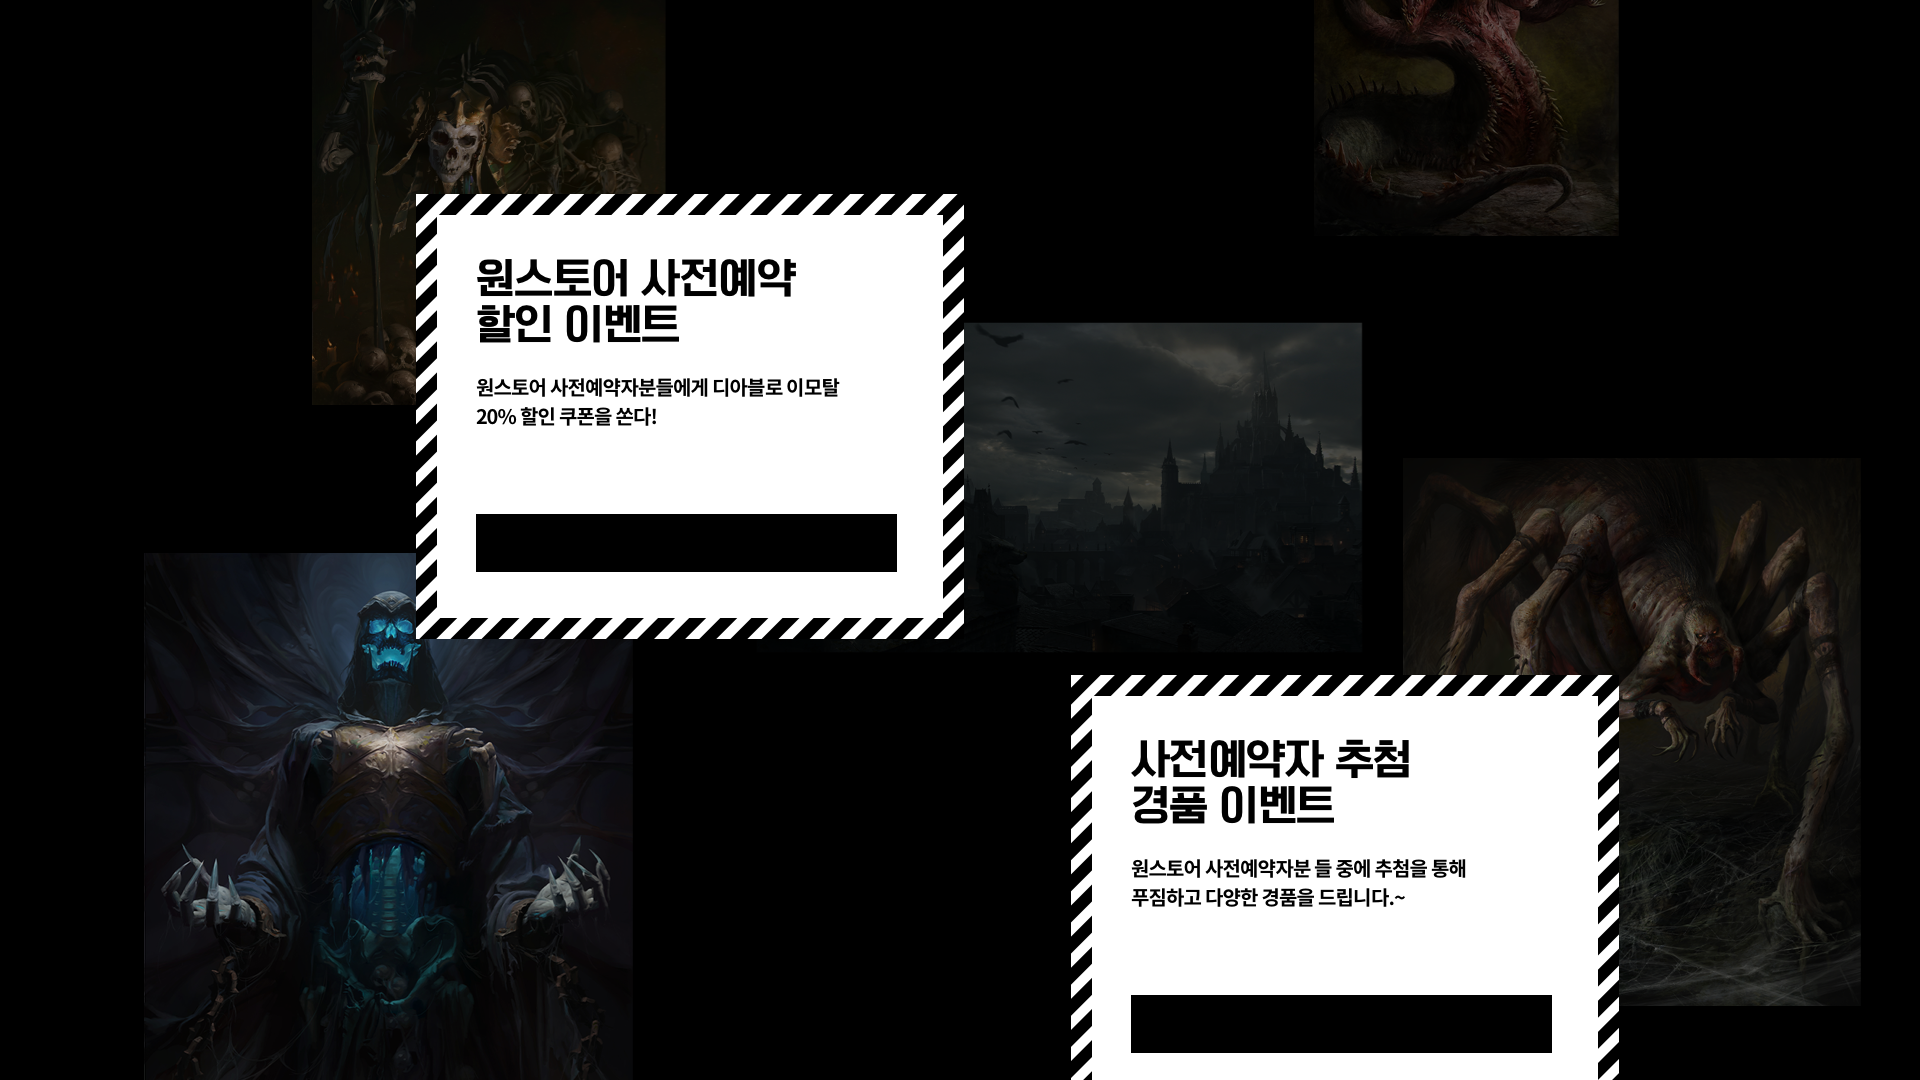 원스토어 사전예약
할인 이벤트
원스토어 사전예약자분들에게 디아블로 이모탈
20% 할인 쿠폰을 쏜다!
사전예약자 추첨
경품 이벤트
원스토어 사전예약자분 들 중에 추첨을 통해
푸짐하고 다양한 경품을 드립니다.~